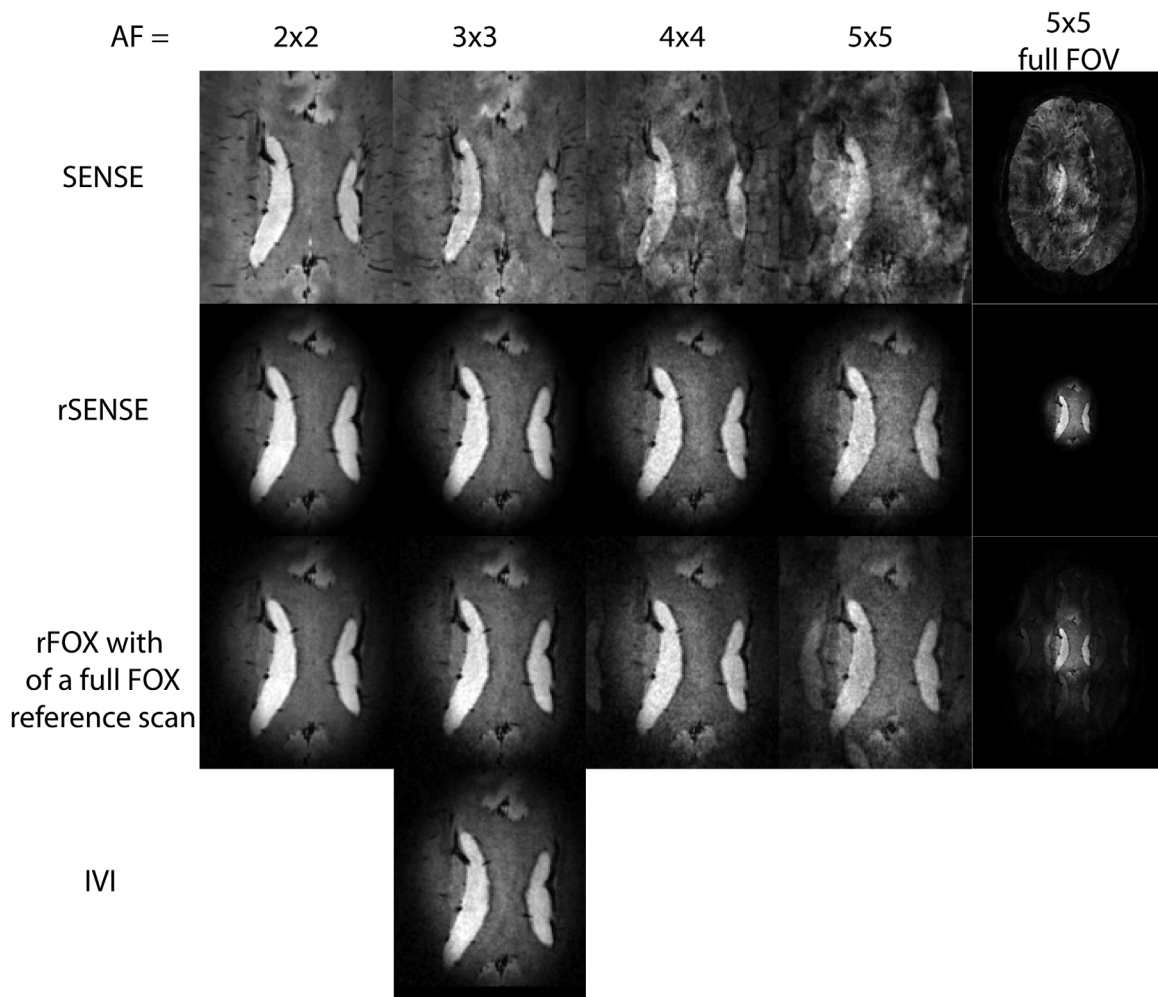 AF =
2x2
3x3
4x4
5x5
5x5
full FOV
SENSE
rSENSE
rFOX with
of a full FOX
reference scan
IVI